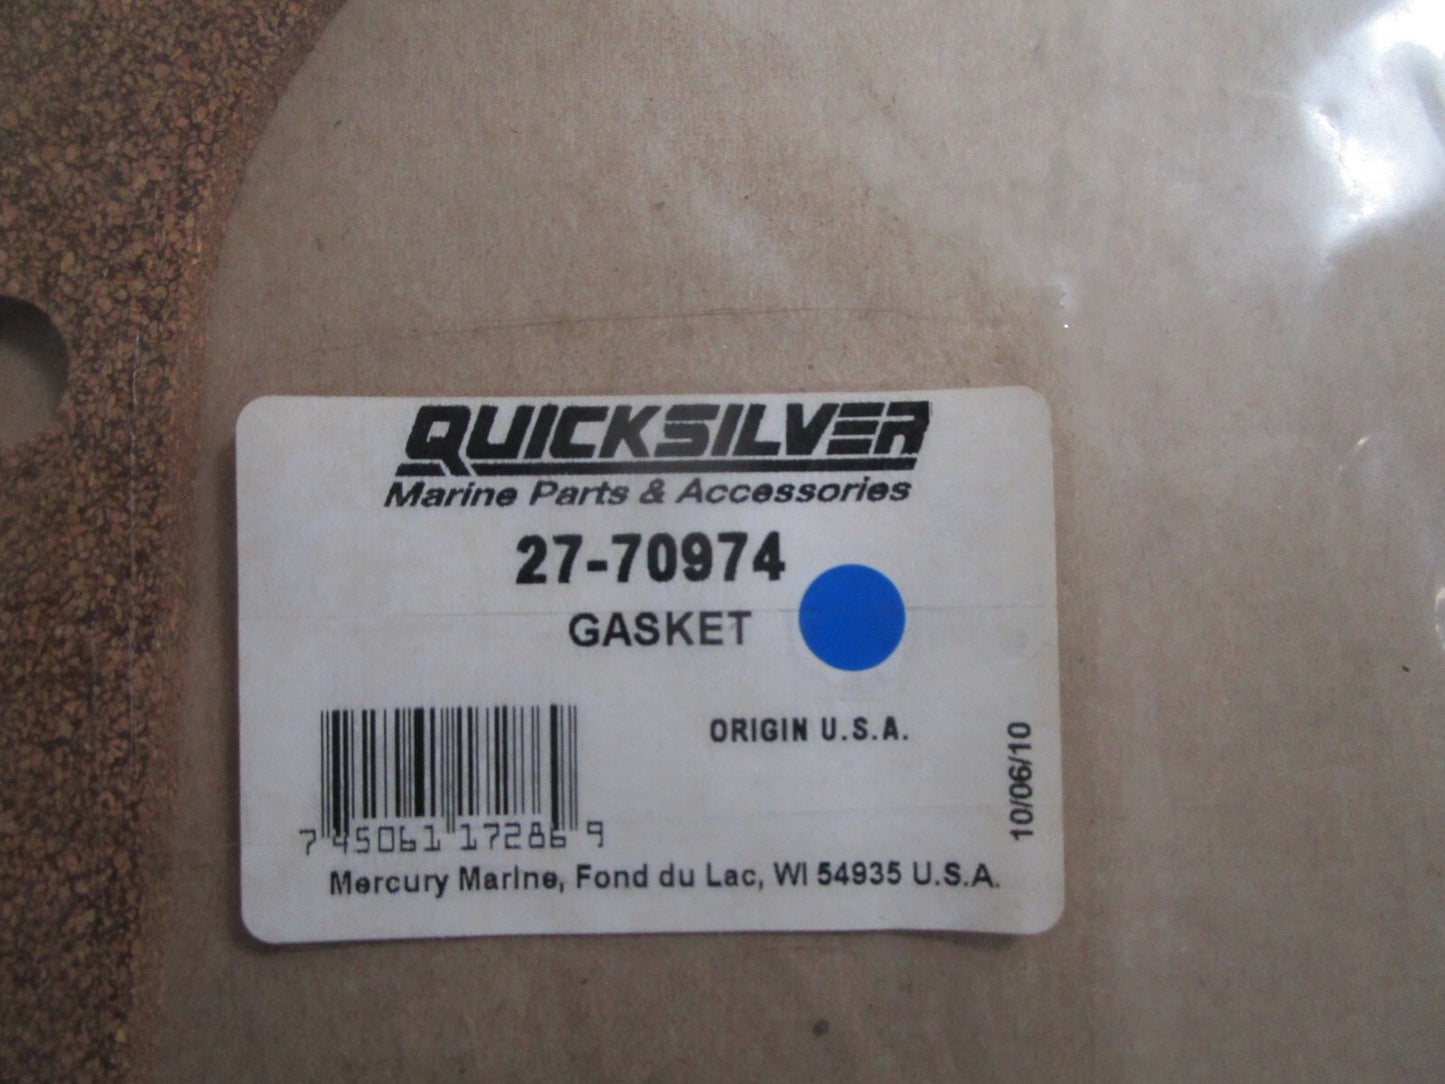 QUICKSILVER
Marine Parts & Accessories
27-70974
GASKET
ORIGIN U.S.A.
10/06/10
7 45061 17286 9
Mercury Marine, Fond du Lac, WI 54935 U.S.A.